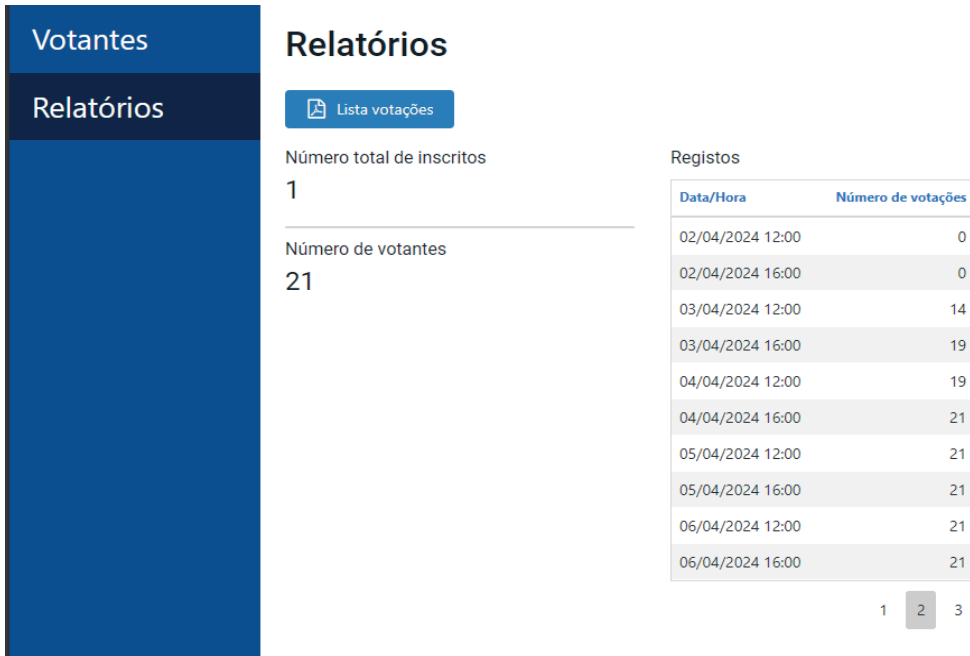 Votantes
Relatórios
Relatórios
Lista votações
Número total de inscritos
1
Número de votantes
21
Registos
Data/Hora Número de votações
02/04/2024 12:00 0
02/04/2024 16:00 0
03/04/2024 12:00 14
03/04/2024 16:00 19
04/04/2024 12:00 19
04/04/2024 16:00 21
05/04/2024 12:00 21
05/04/2024 16:00 21
06/04/2024 12:00 21
06/04/2024 16:00 21
1 2 3